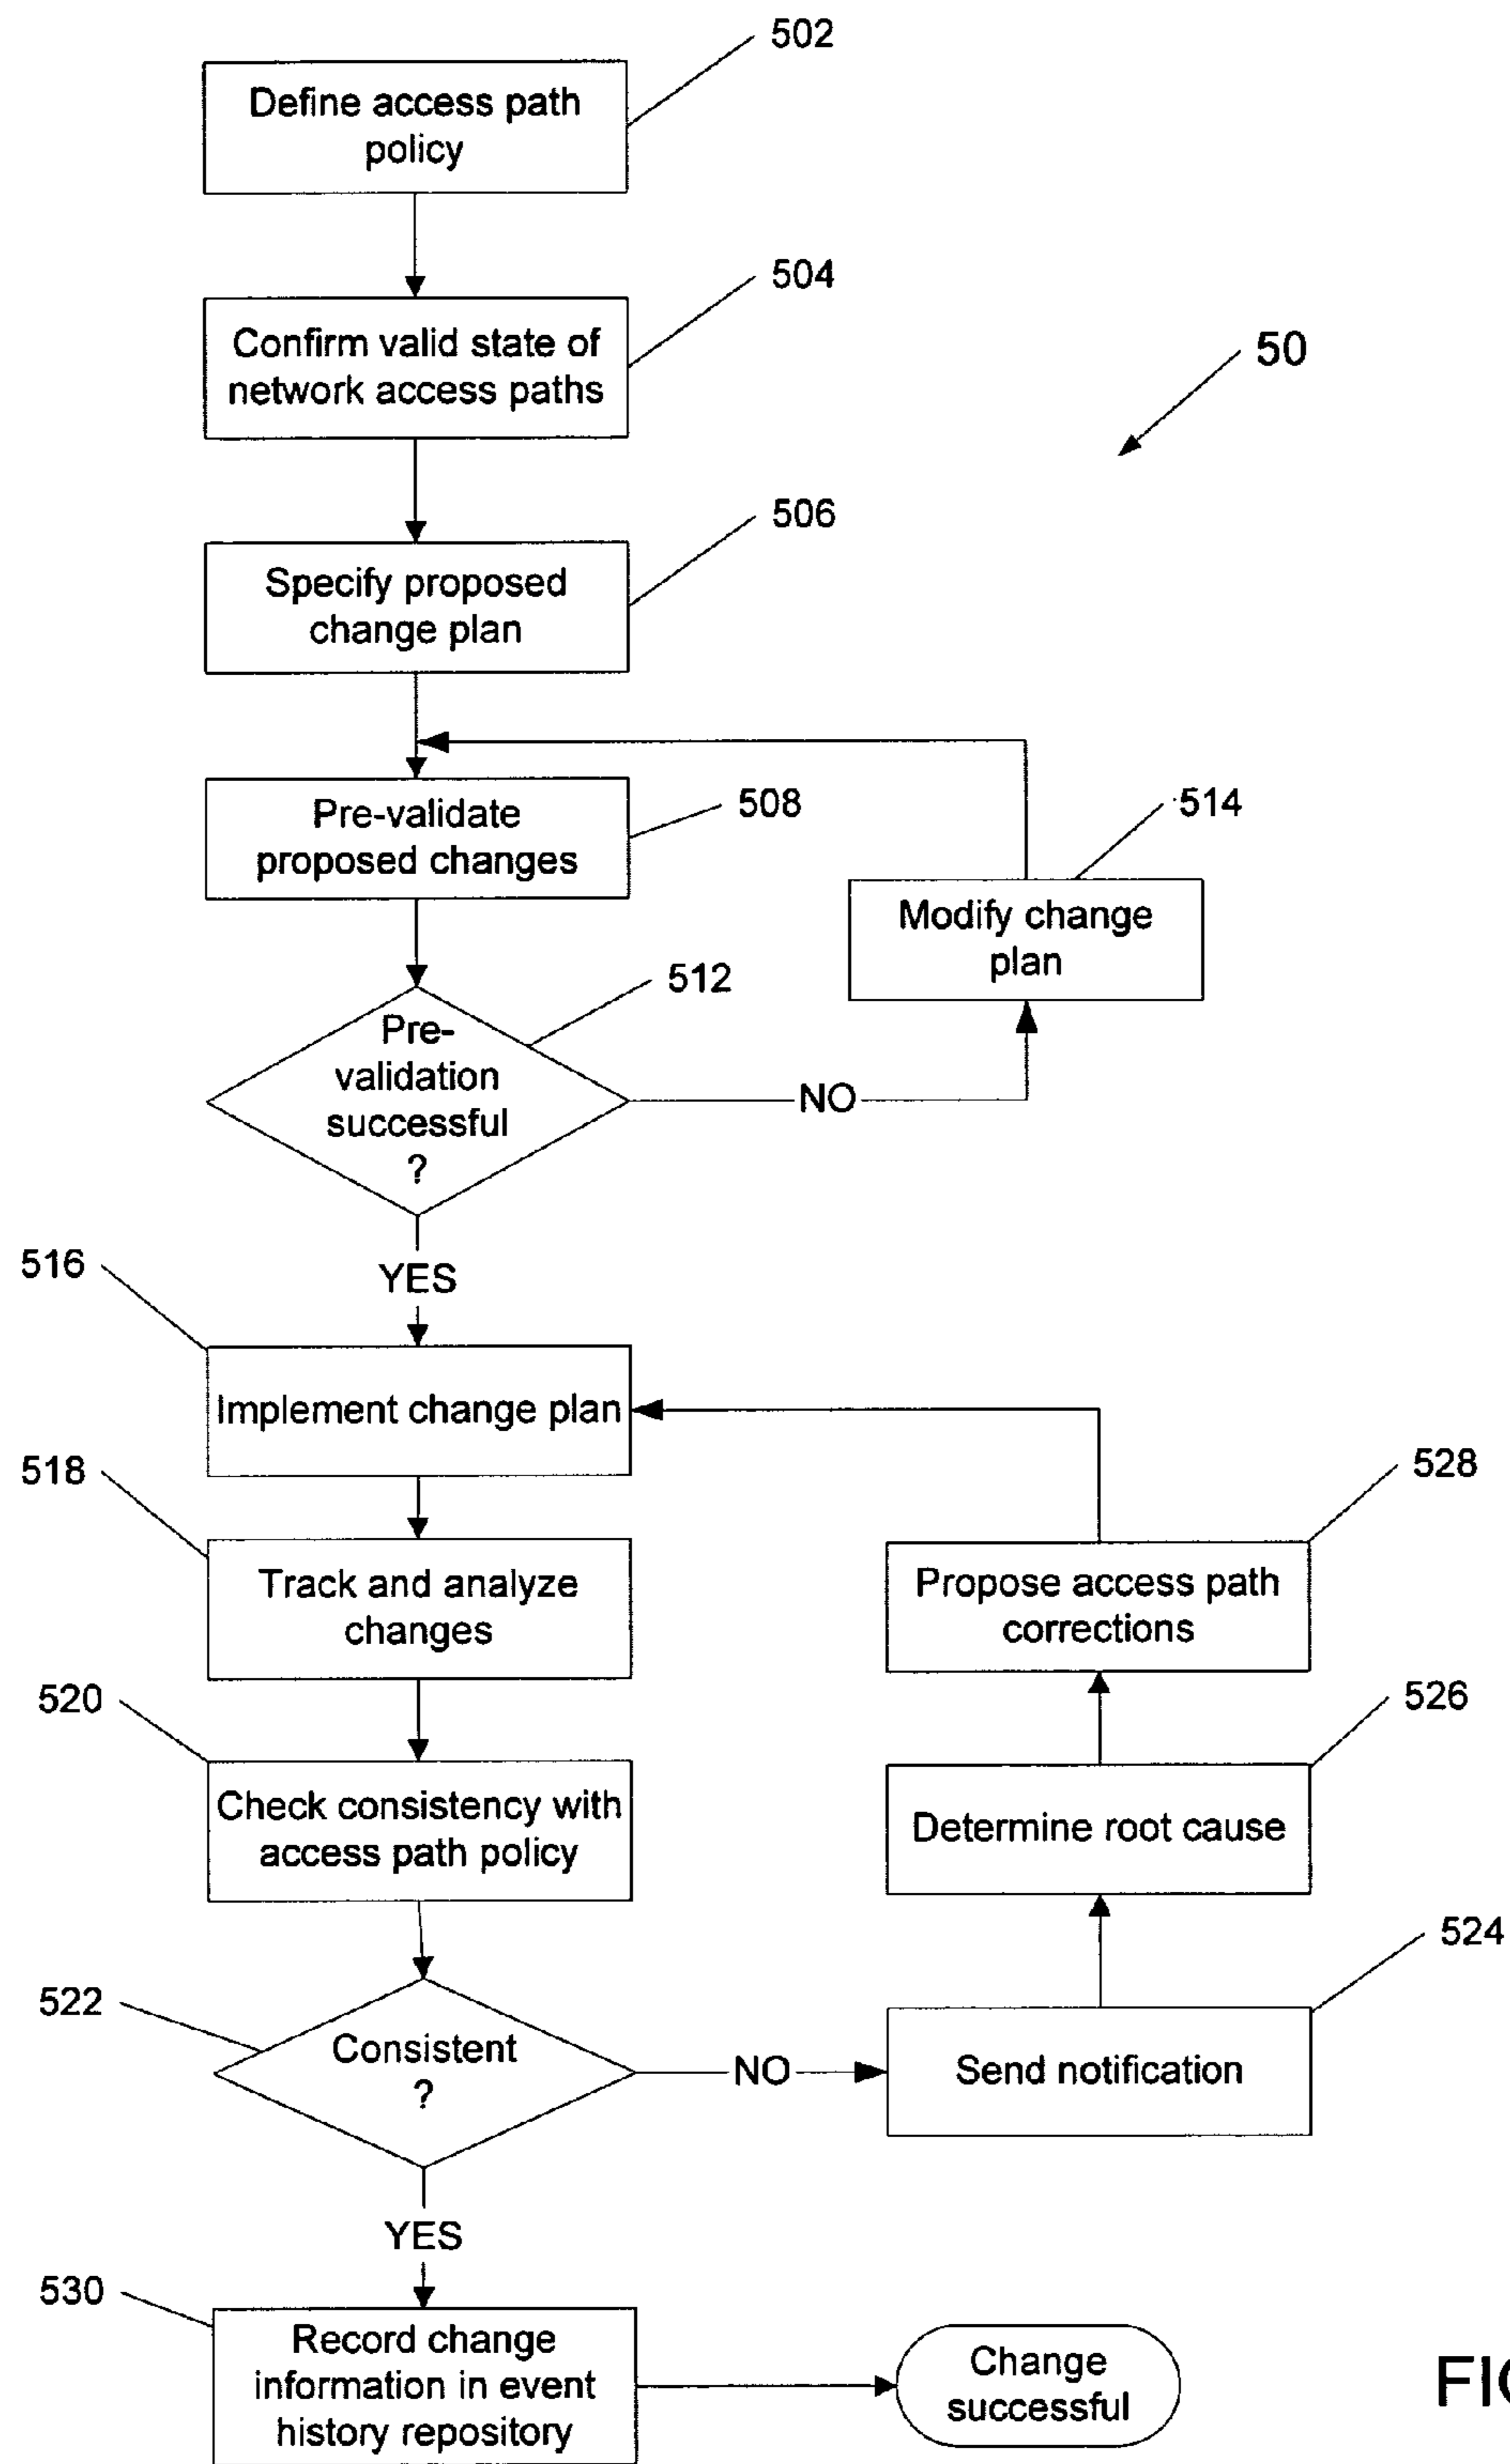 502
Define access path
policy
504
Confirm valid state of
network access paths
50
506
Specify proposed
change plan
508
Pre-validate
proposed changes
514
Modify change
plan
512
Pre-
validation
successful
?
NO
YES
516
Implement change plan
518
Track and analyze
changes
528
Propose access path
corrections
520
Check consistency with
access path policy
526
Determine root cause
524
522
Consistent
?
NO
Send notification
YES
530
Record change
information in event
history repository
Change
successful